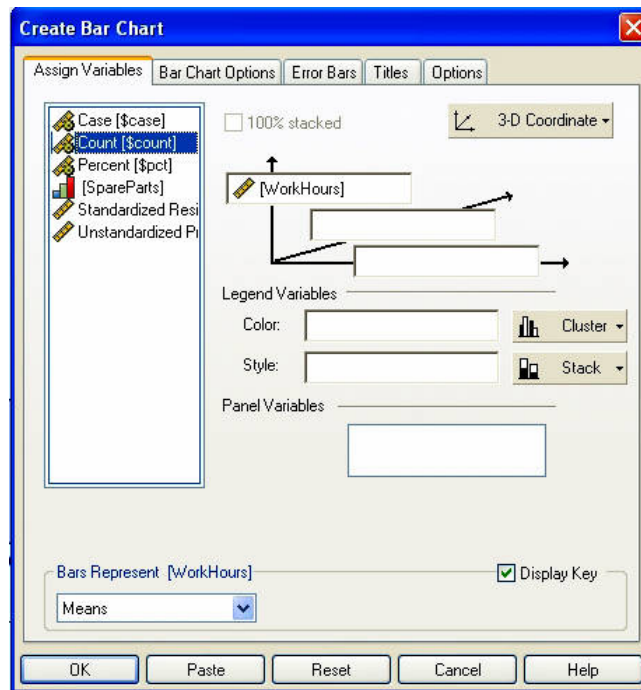 Create Bar Chart
Assign Variables Bar Chart Options Error Bars Titles Options
Case [$case]
Count [$count]
Percent [$pct]
[SpareParts]
Standardized Resi
Unstandardized Pr
100% stacked
3-D Coordinate
[WorkHours]
Legend Variables
Color:
Cluster
Style:
Stack
Panel Variables
Bars Represent [WorkHours]
Display Key
Means
OK Paste Reset Cancel Help